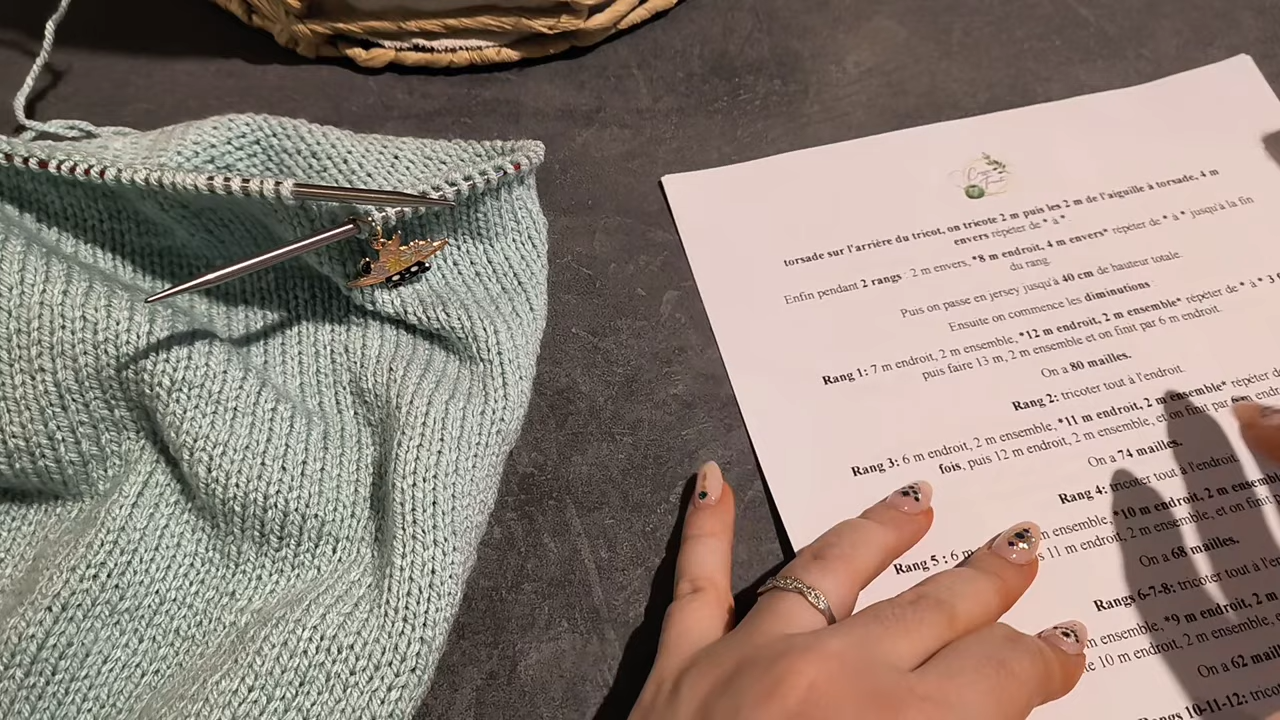 torsade sur l'arrière du tricot, on tricote 2 m puis les 2 m de l'aiguille à torsade, 4 m
envers répéter de * à *.
Enfin pendant 2 rangs : 2 m envers, *8 m endroit, 4 m envers* répéter de * à * jusqu'à la fin
du rang.
Puis on passe en jersey jusqu'à 40 cm de hauteur totale.
Ensuite on commence les diminutions
Rang 1: 7 m endroit, 2 m ensemble, *12 m endroit, 2 m ensemble* répéter de * à * 3
puis faire 13 m, 2 m ensemble et on finit par 6 m endroit.
On a 80 mailles.
Rang 2: tricoter tout à l'endroit.
Rang 3: 6 m endroit, 2 m ensemble, *11 m endroit, 2 m ensemble* répéter de
fois, puis 12 m endroit, 2 m ensemble, et on finit par
On a 74 mailles.
Rang 4: tricoter tout à l'endroit.
Rang 5 : 6 m ensemble, *10 m endroit, 2 m ensemble
11 m endroit, 2 m ensemble, et on finit
On a 68 mailles.
Rangs 6-7-8: tricoter tout à
ensemble, *9 m endroit, 2 m
10 m endroit, 2 m ensemble,
On a 62
Rangs 10-11-12: